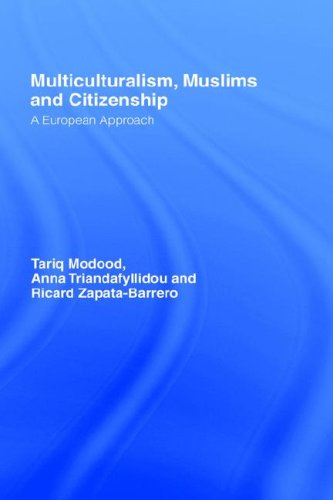 Multiculturalism, Muslims
and Citizenship
A European Approach
Tariq Modood,
Anna Triandafyllidou and
Ricard Zapata-Barrero